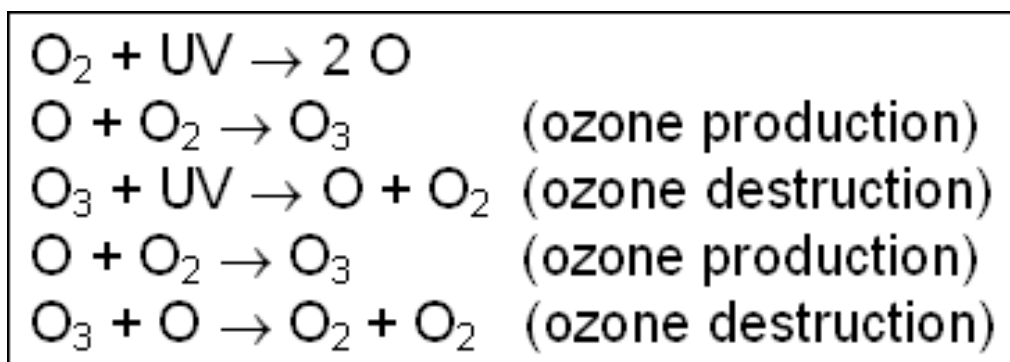 O₂ + UV → 2 O
O + O₂ → O₃ (ozone production)
O₃ + UV → O + O₂ (ozone destruction)
O + O₂ → O₃ (ozone production)
O₃ + O → O₂ + O₂ (ozone destruction)